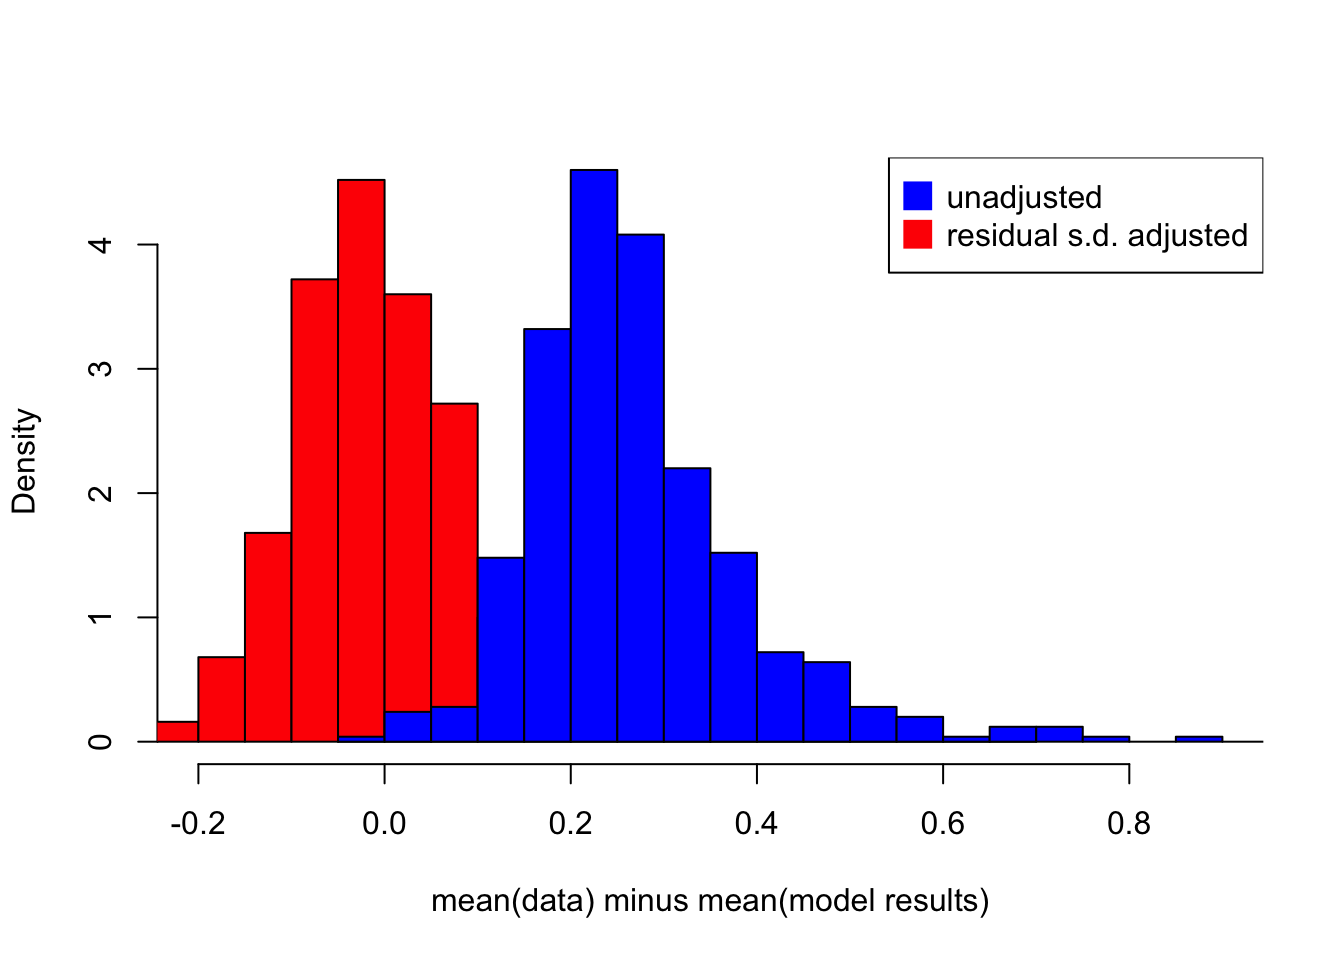 unadjusted
residual s.d. adjusted
Density
0
1
2
3
4
-0.2 0.0 0.2 0.4 0.6 0.8
mean(data) minus mean(model results)